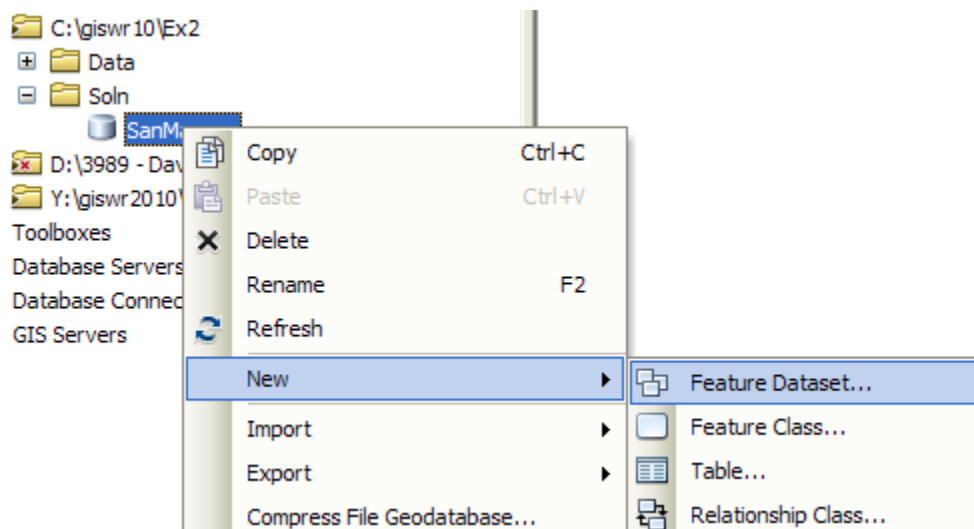 C:\giswr10\Ex2
Data
Soln
SanMa
D:\3989 - Dav
Y:\giswr2010\
Toolboxes
Database Servers
Database Connec
GIS Servers
Copy Ctrl+C
Paste Ctrl+V
Delete
Rename F2
Refresh
New
Import
Export
Compress File Geodatabase...
Feature Dataset...
Feature Class...
Table...
Relationship Class...